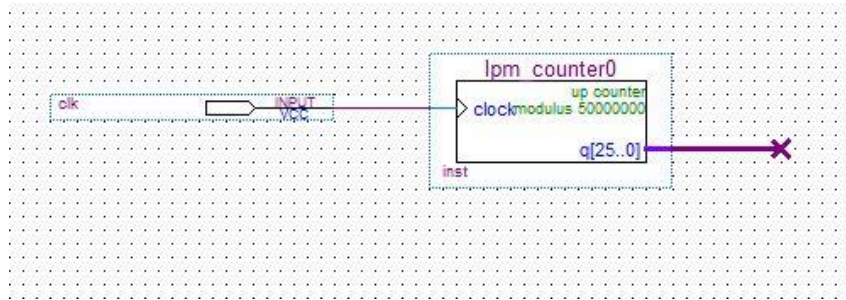 lpm_counter0
up counter
clk
INPUT
VCC
clock
modulus 50000000
q[25..0]
inst